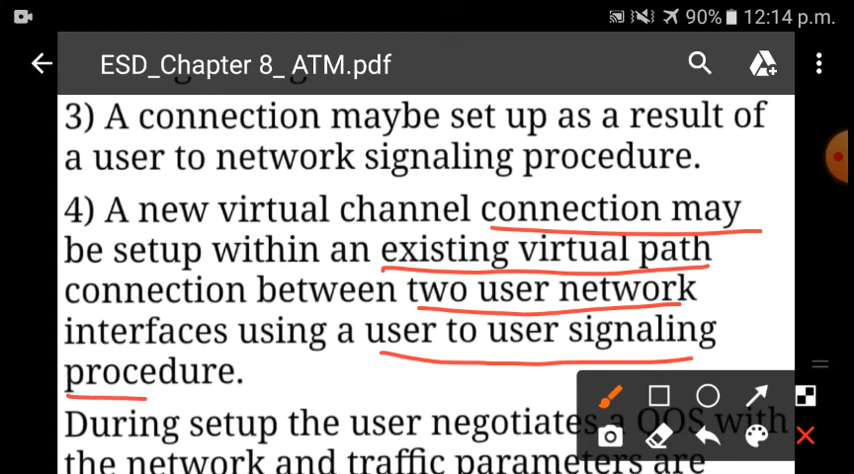 90% 12:14 p.m.
ESD_Chapter 8_ ATM.pdf
3) A connection maybe set up as a result of
a user to network signaling procedure.
4) A new virtual channel connection may
be setup within an existing virtual path
connection between two user network
interfaces using a user to user signaling
procedure.
During setup the user negotiates a QOS with
the network and traffic parameters are